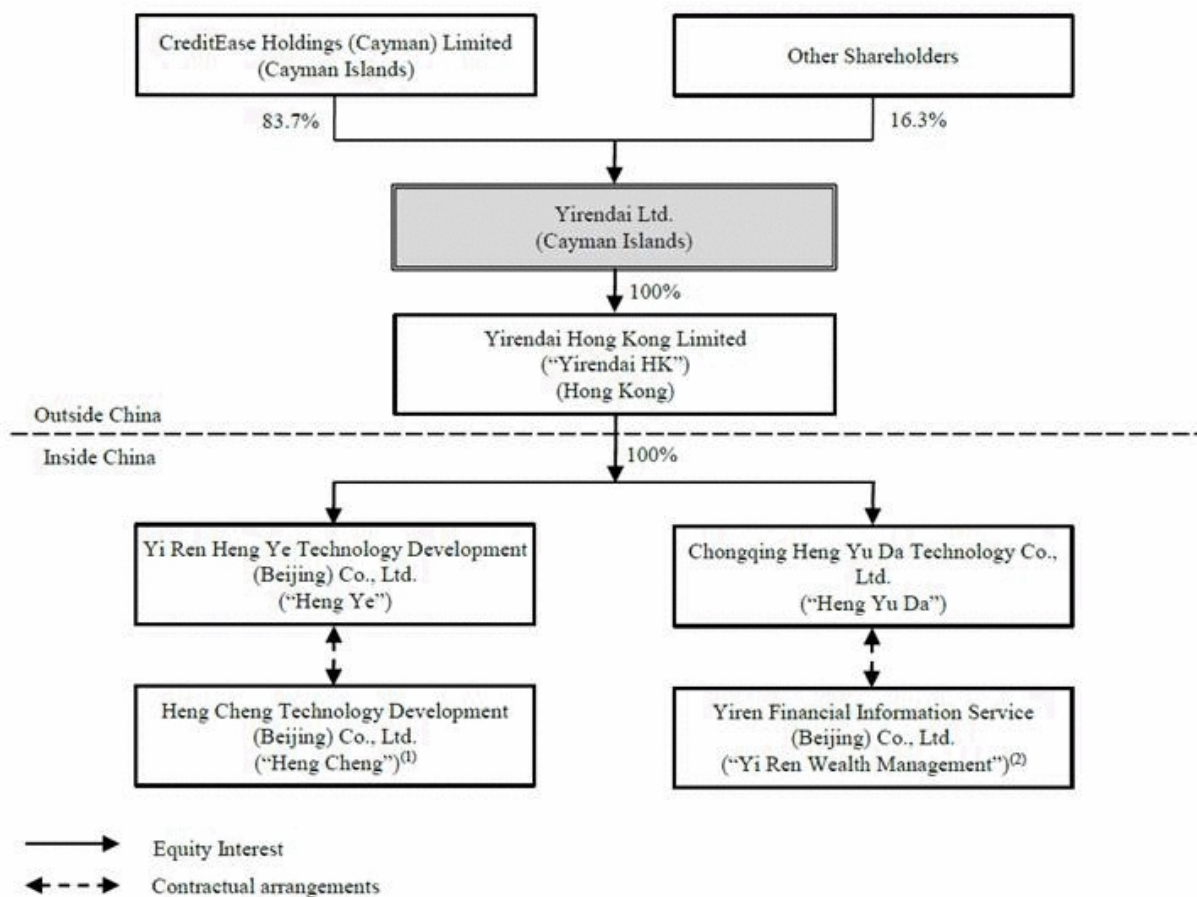 CreditEase Holdings (Cayman) Limited
(Cayman Islands)
Other Shareholders
83.7%
16.3%
Yirendai Ltd.
(Cayman Islands)
100%
Yirendai Hong Kong Limited
(“Yirendai HK”)
(Hong Kong)
Outside China
Inside China
100%
Yi Ren Heng Ye Technology Development
(Beijing) Co., Ltd.
(“Heng Ye”)
Chongqing Heng Yu Da Technology Co.,
Ltd.
(“Heng Yu Da”)
Heng Cheng Technology Development
(Beijing) Co., Ltd.
(“Heng Cheng”)(1)
Yiren Financial Information Service
(Beijing) Co., Ltd.
(“Yi Ren Wealth Management”)(2)
Equity Interest
Contractual arrangements